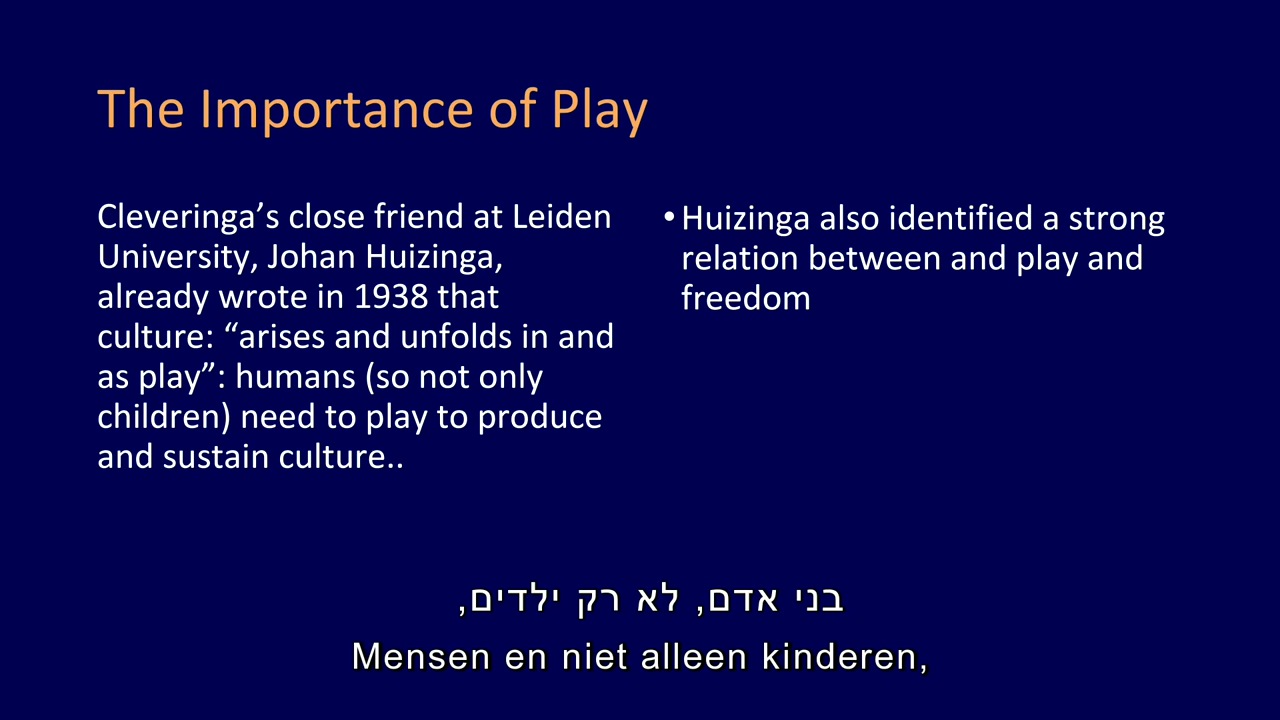 The Importance of Play
Cleveringa’s close friend at Leiden
University, Johan Huizinga,
already wrote in 1938 that
culture: “arises and unfolds in and
as play”: humans (so not only
children) need to play to produce
and sustain culture..
• Huizinga also identified a strong
relation between and play and
freedom
בני אדם, לא רק ילדים,
Mensen en niet alleen kinderen,